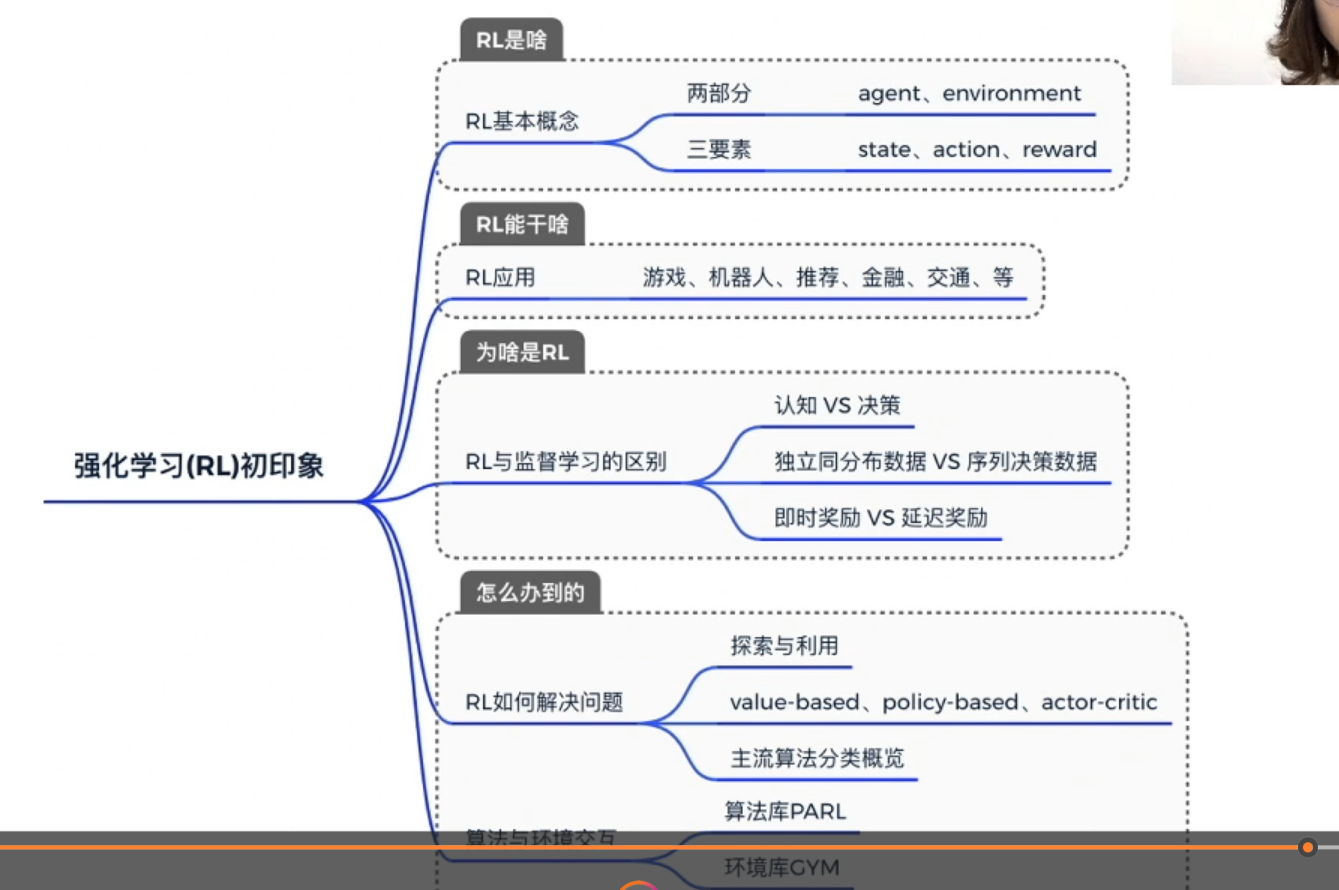 RL是啥
RL基本概念
两部分 agent、environment
三要素 state、action、reward
RL能干啥
RL应用 游戏、机器人、推荐、金融、交通、等
为啥是RL
强化学习(RL)初印象
RL与监督学习的区别
认知 VS 决策
独立同分布数据 VS 序列决策数据
即时奖励 VS 延迟奖励
怎么办到的
RL如何解决问题
探索与利用
value-based、policy-based、actor-critic
主流算法分类概览
算法与环境交互
算法库PARL
环境库GYM